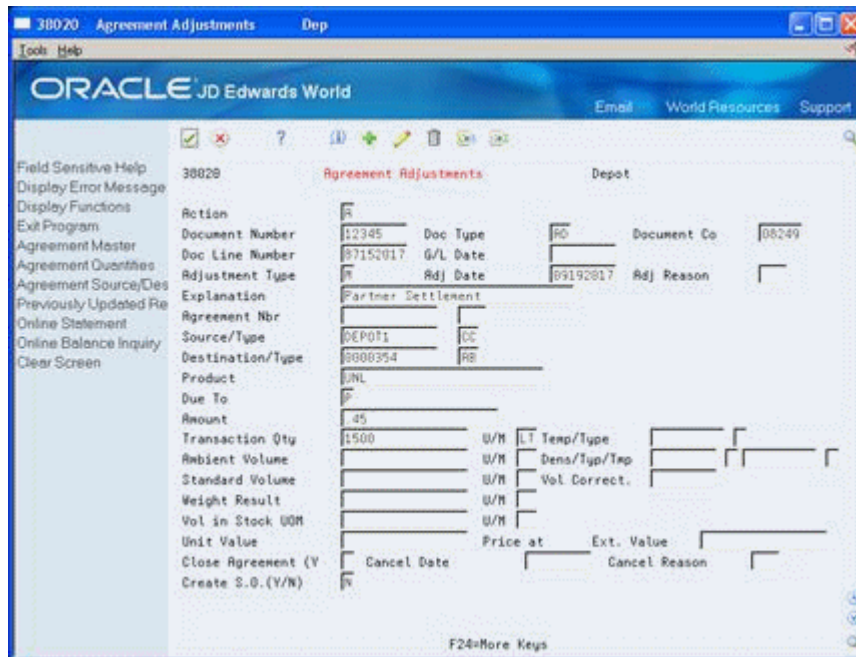 38020 Agreement Adjustments Dep
Tools Help
ORACLE JD Edwards World
Email World Resources Support
Field Sensitive Help
Display Error Message
Display Functions
Exit Program
Agreement Master
Agreement Quantities
Agreement Source/Des
Previously Updated Re
Online Statement
Online Balance Inquiry
Clear Screen
38020 Agreement Adjustments Depot
Action A
Document Number 12345 Doc Type AD Document Co 08249
Doc Line Number 07152017 G/L Date
Adjustment Type M Adj Date 09192017 Adj Reason
Explanation Partner Settlement
Agreement Nbr
Source/Type DEPOT1 CC
Destination/Type 0000354 AB
Product UNL
Due To P
Amount .45
Transaction Qty 1500 U/M LT Temp/Type
Ambient Volume U/M Dens/Typ/Tmp
Standard Volume U/M Vol Correct.
Weight Result U/M
Vol in Stock UOM U/M
Unit Value Price at Ext. Value
Close Agreement (Y Cancel Date Cancel Reason
Create S.O.(Y/N) N
F24=More Keys